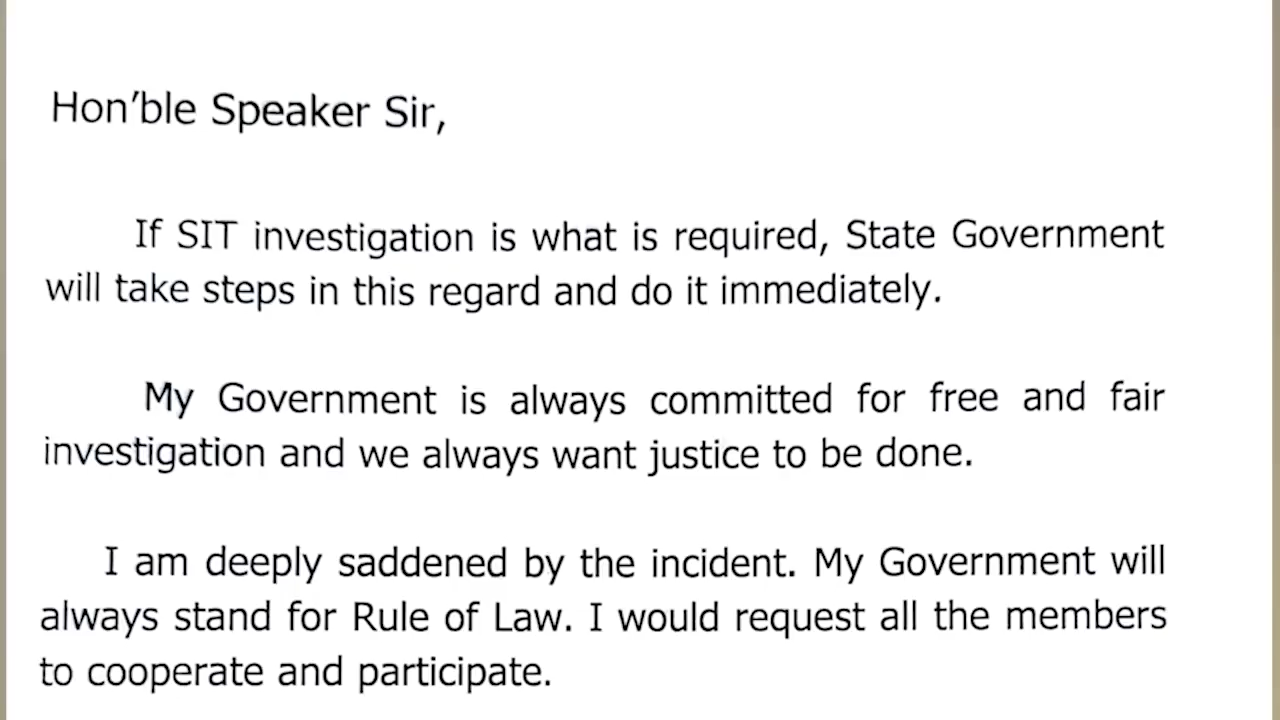 Hon'ble Speaker Sir,
If SIT investigation is what is required, State Government
will take steps in this regard and do it immediately.
My Government is always committed for free and fair
investigation and we always want justice to be done.
I am deeply saddened by the incident. My Government will
always stand for Rule of Law. I would request all the members
to cooperate and participate.